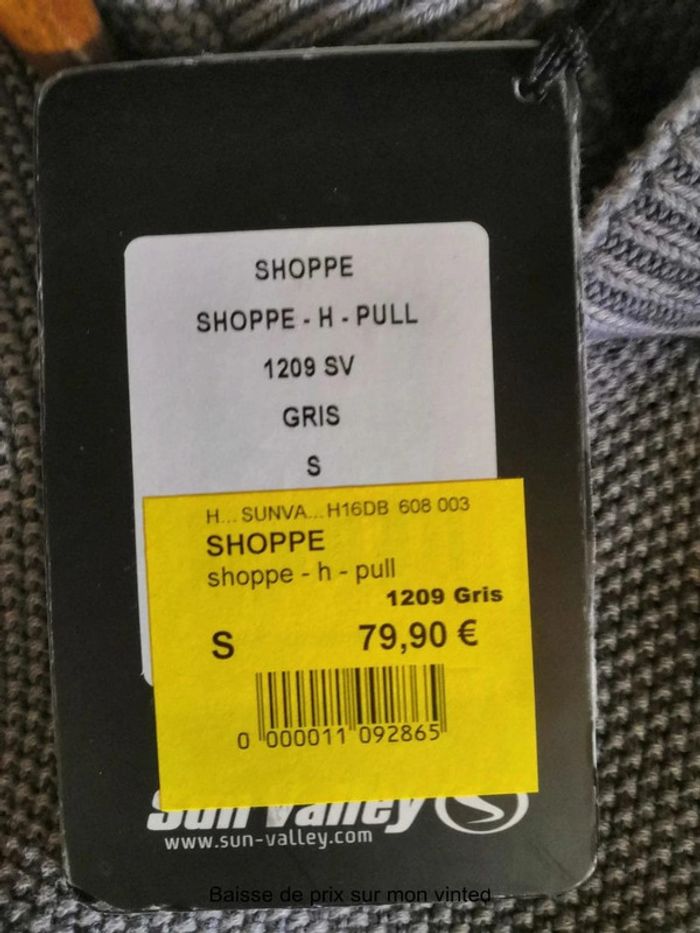 SHOPPE
SHOPPE - H - PULL
1209 SV
GRIS
S
H... SUNVA... H16DB 608 003
SHOPPE
shoppe - h - pull
1209 Gris
S 79,90 €
0 000011 092865
Sun Valley
www.sun-valley.com
Baisse de prix sur mon vinted